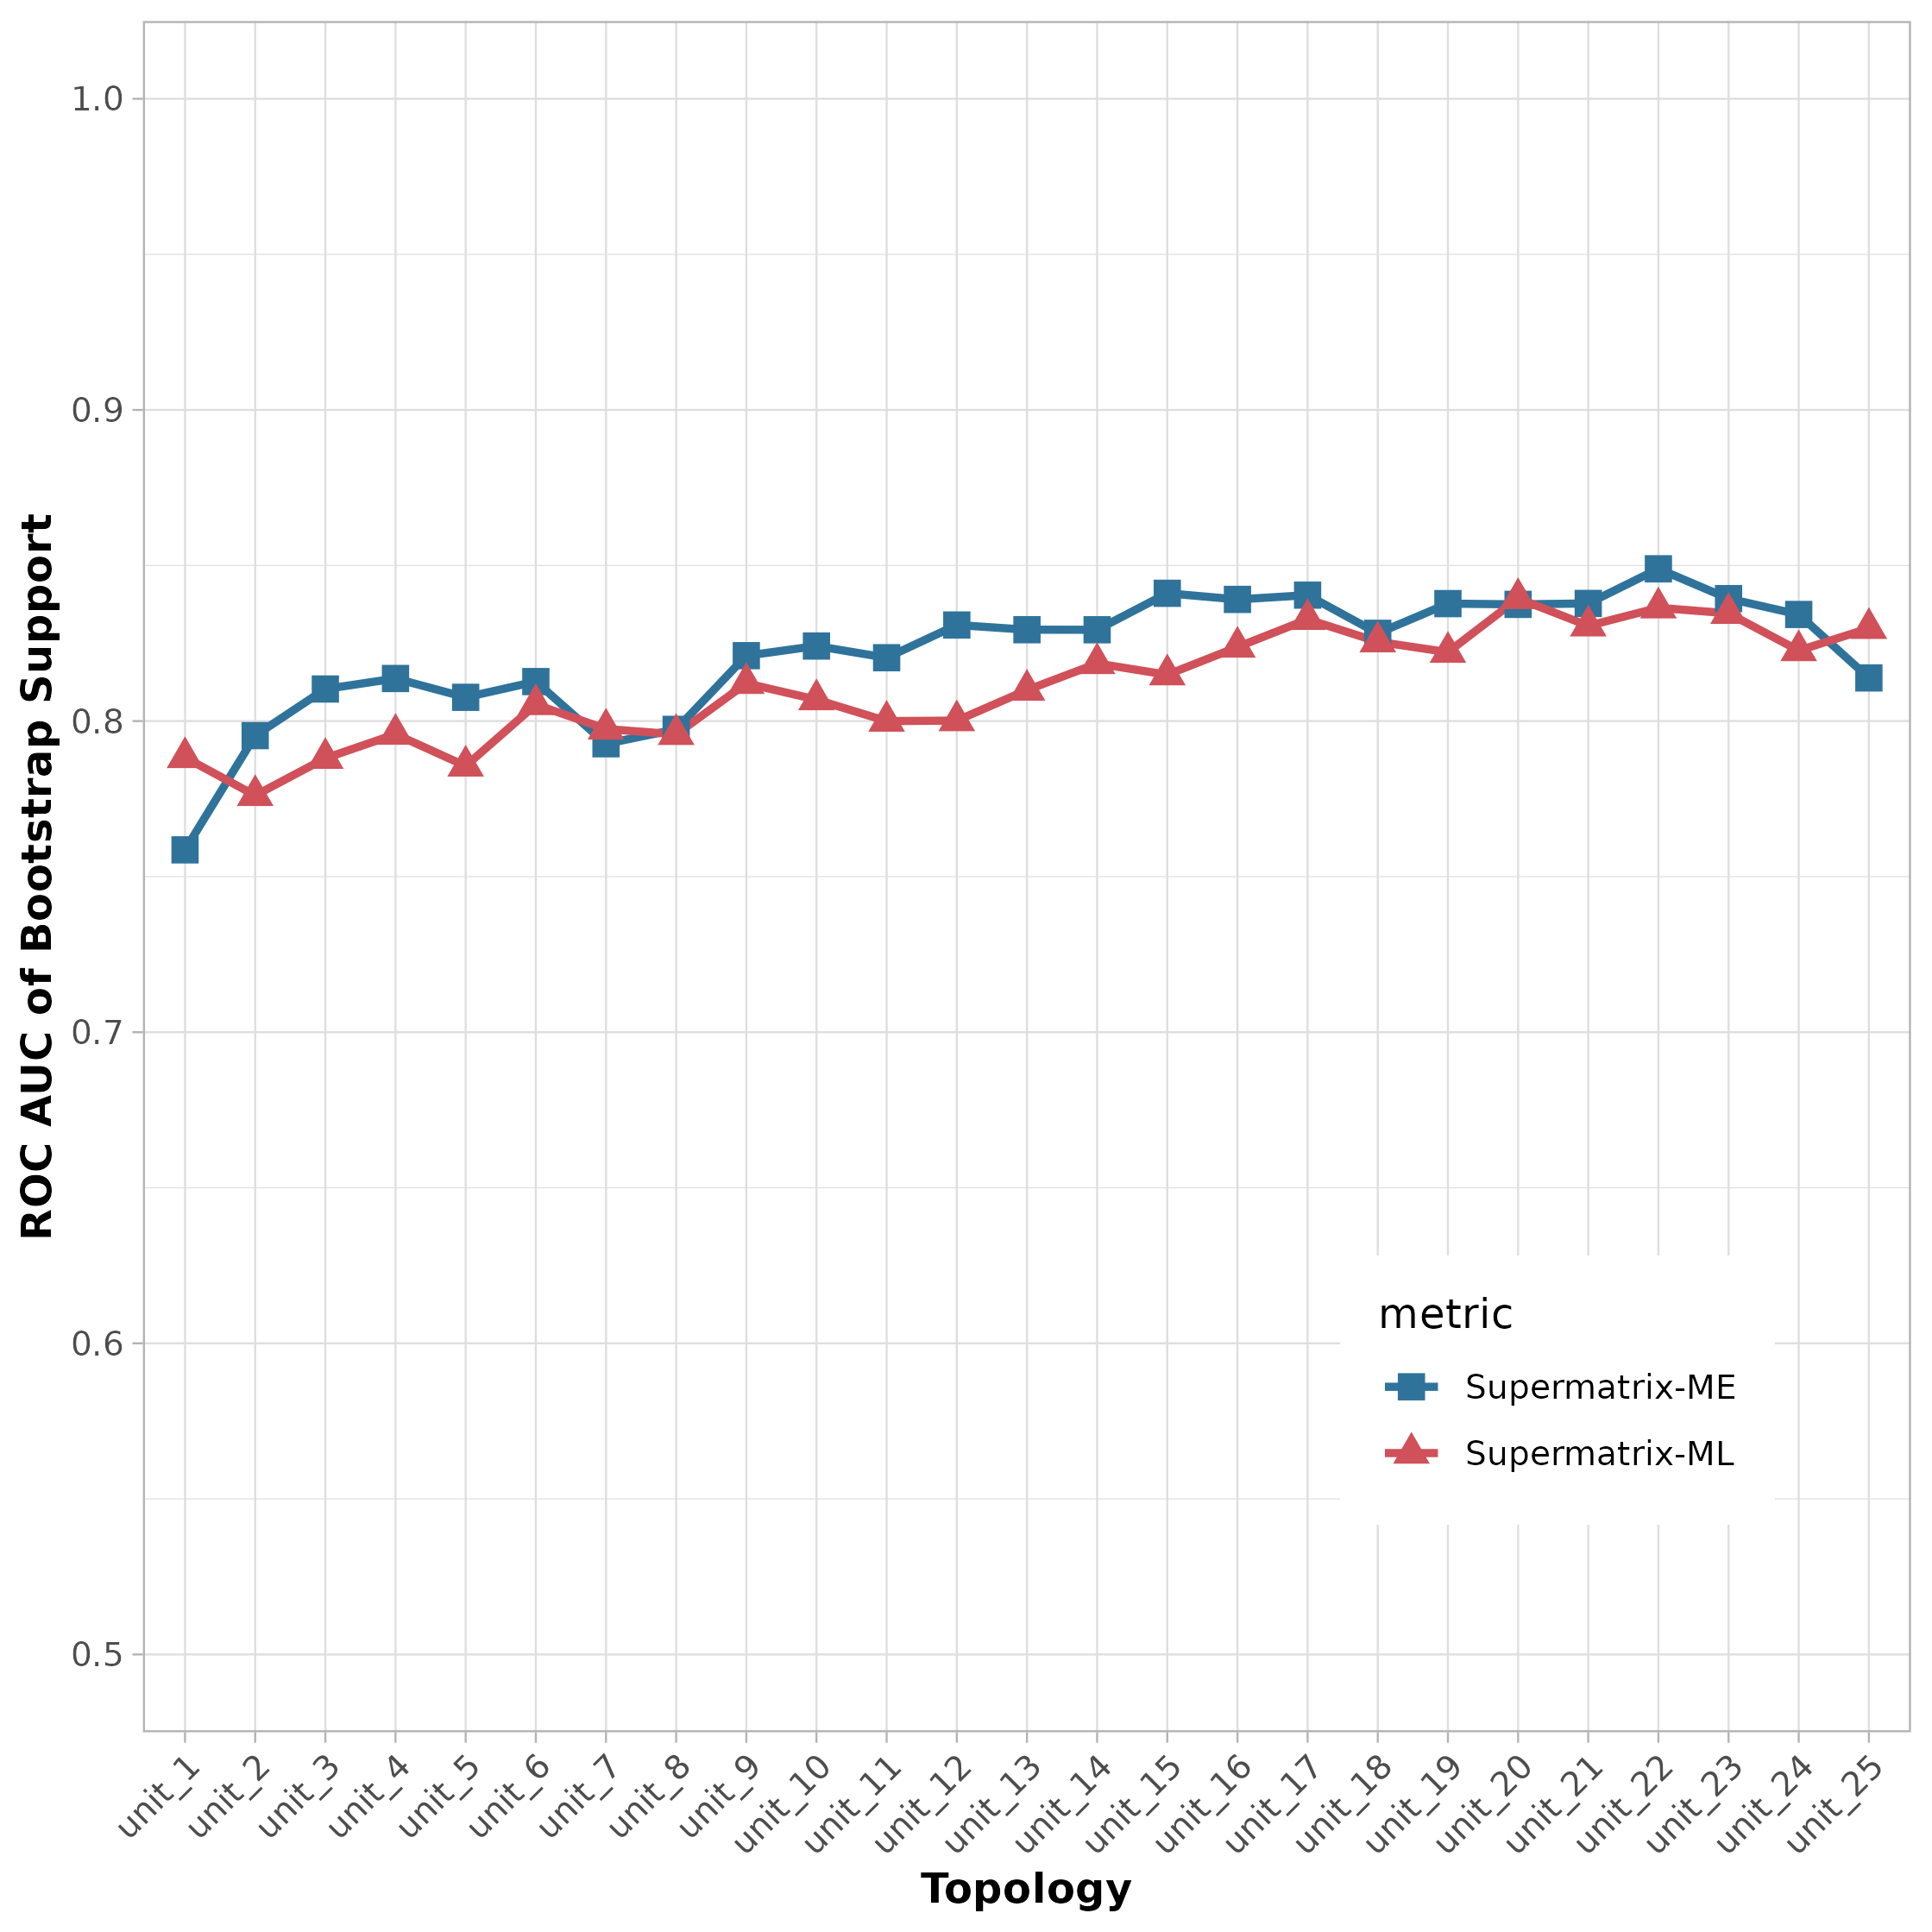 ROC AUC of Bootstrap Support
1.0
0.9
0.8
0.7
0.6
0.5
metric
Supermatrix-ME
Supermatrix-ML
unit_1
unit_2
unit_3
unit_4
unit_5
unit_6
unit_7
unit_8
unit_9
unit_10
unit_11
unit_12
unit_13
unit_14
unit_15
unit_16
unit_17
unit_18
unit_19
unit_20
unit_21
unit_22
unit_23
unit_24
unit_25
Topology